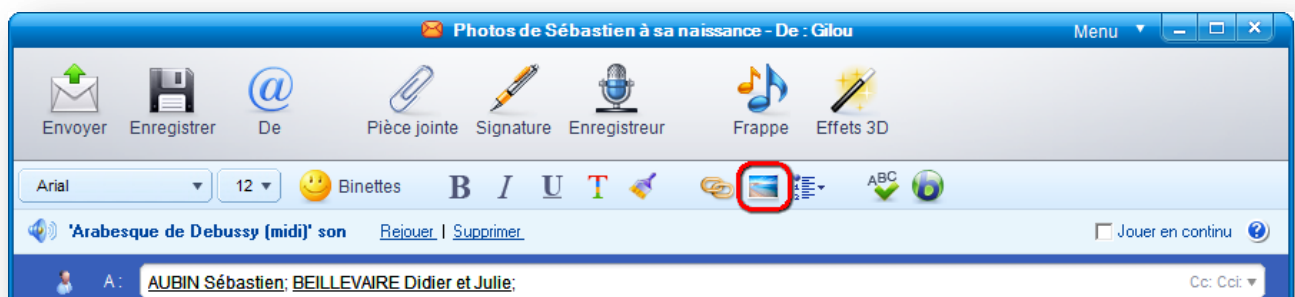 Photos de Sébastien à sa naissance - De : Gilou Menu
Envoyer Enregistrer De Pièce jointe Signature Enregistreur Frappe Effets 3D
Arial 12 Binettes B I U T ABC b
'Arabesque de Debussy (midi)' son Rejouer | Supprimer Jouer en continu ?
A : AUBIN Sébastien; BEILLEVAIRE Didier et Julie; Cc: Cci: